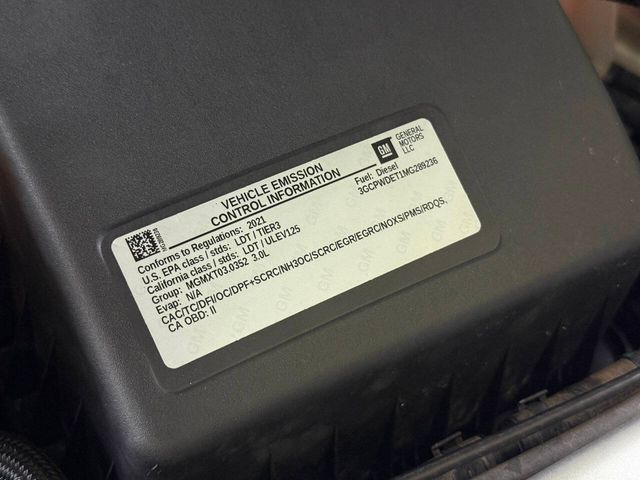 VEHICLE EMISSION
CONTROL INFORMATION
GM
GENERAL
MOTORS
LLC
Fuel: Diesel
3GCPWDET1MG289236
Conforms to Regulations: 2021
U.S. EPA class / stds: LDT / TIER3
California class / stds: LDT / ULEV125
Group: MGMXT03.0352 3.0L
Evap: N/A
CAC/TC/DFI/OC/DPF+SCRC/NH3OC/SCRC/EGR/EGRC/NOXS/PMS/RDQS,
CA OBD: II